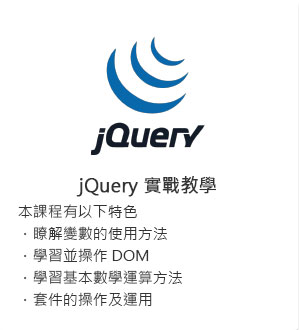 jQuery
jQuery 實戰教學
本課程有以下特色
．瞭解變數的使用方法
．學習並操作 DOM
．學習基本數學運算方法
．套件的操作及運用